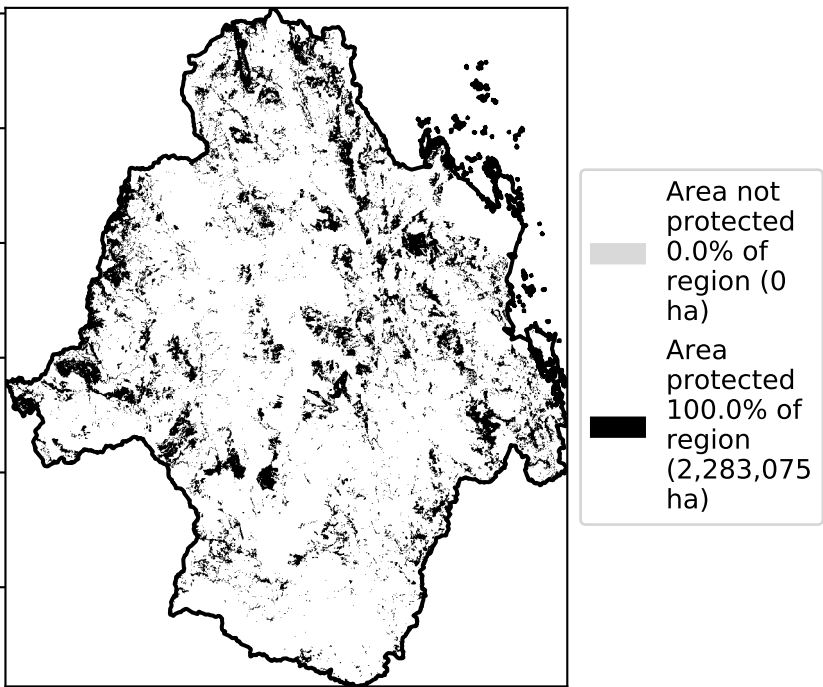 Area not
protected
0.0% of
region (0
ha)
Area
protected
100.0% of
region
(2,283,075
ha)